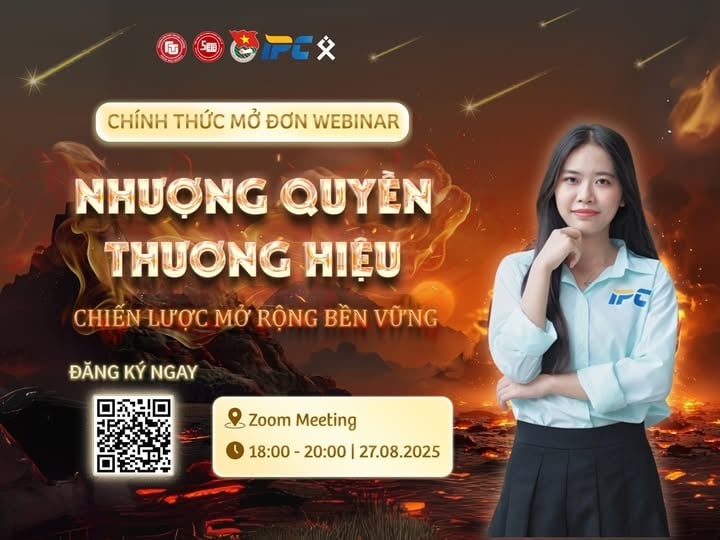 IPC
CHÍNH THỨC MỞ ĐƠN WEBINAR
NHƯỢNG QUYỀN
THƯƠNG HIỆU
CHIẾN LƯỢC MỞ RỘNG BỀN VỮNG
ĐĂNG KÝ NGAY
Zoom Meeting
18:00 - 20:00 | 27.08.2025
IPC